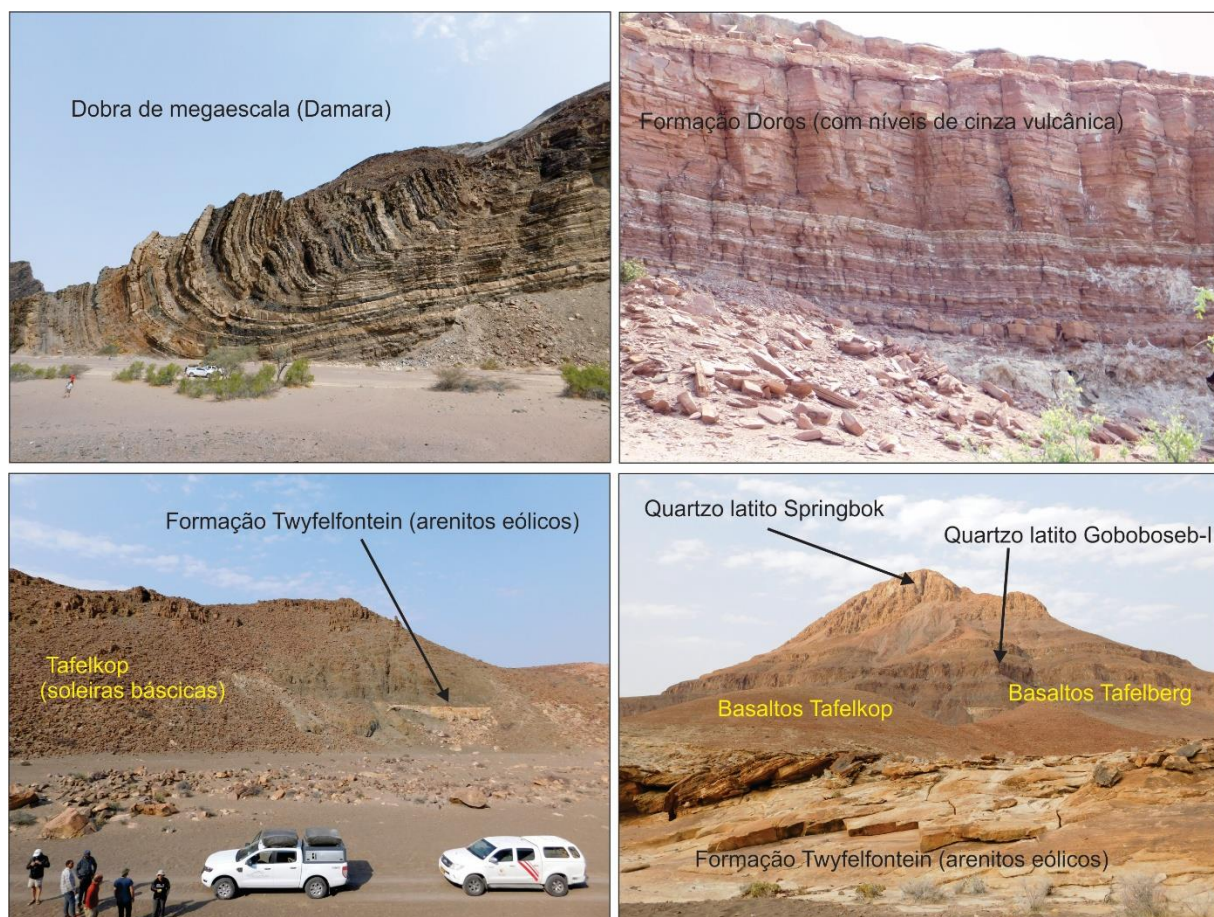 Dobra de megaescala (Damara)
Formação Doros (com níveis de cinza vulcânica)
Formação Twyfelfontein (arenitos eólicos)
Tafelkop
(soleiras báscicas)
Quartzo latito Springbok
Quartzo latito Goboboseb-I
Basaltos Tafelkop
Basaltos Tafelberg
Formação Twyfelfontein (arenitos eólicos)